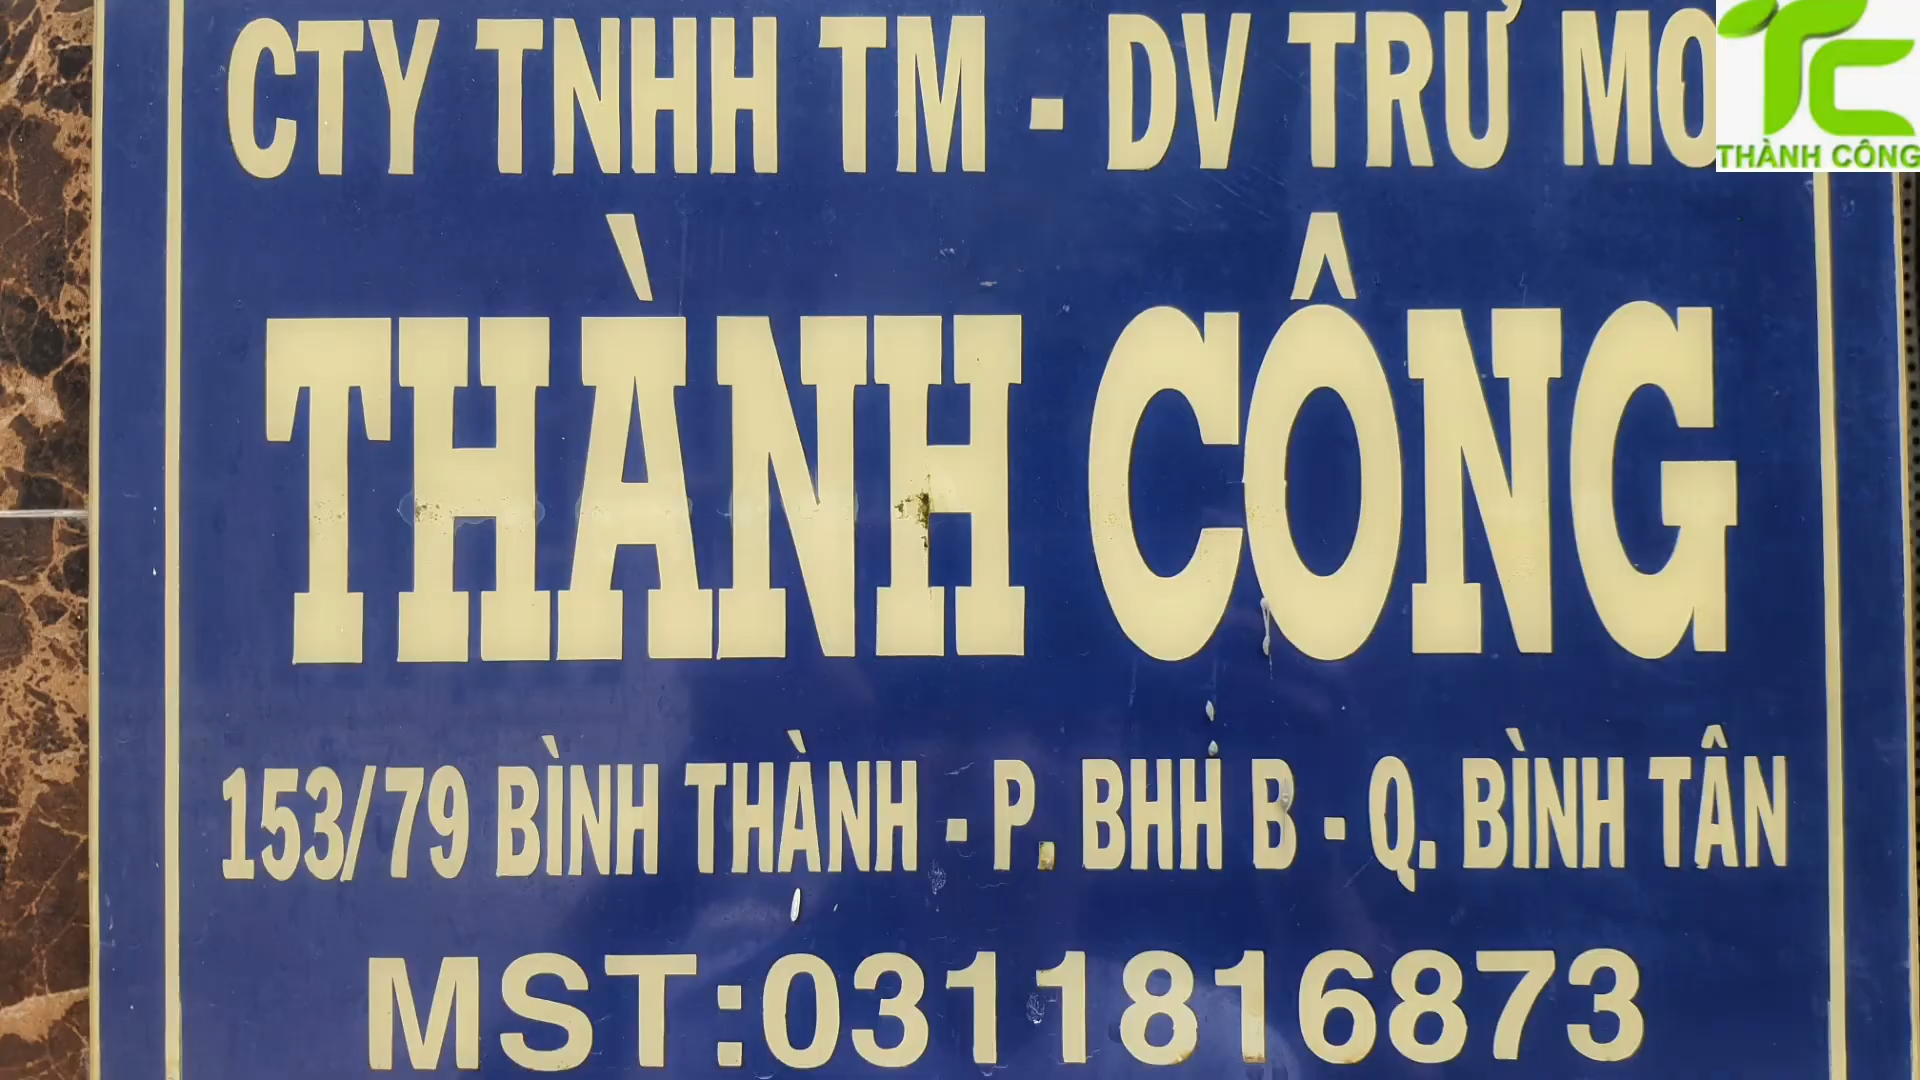 CTY TNHH TM - DV TRỪ MO
THÀNH CÔNG
THÀNH CÔNG
153/79 BÌNH THÀNH - P. BHH B - Q. BÌNH TÂN
MST:0311816873